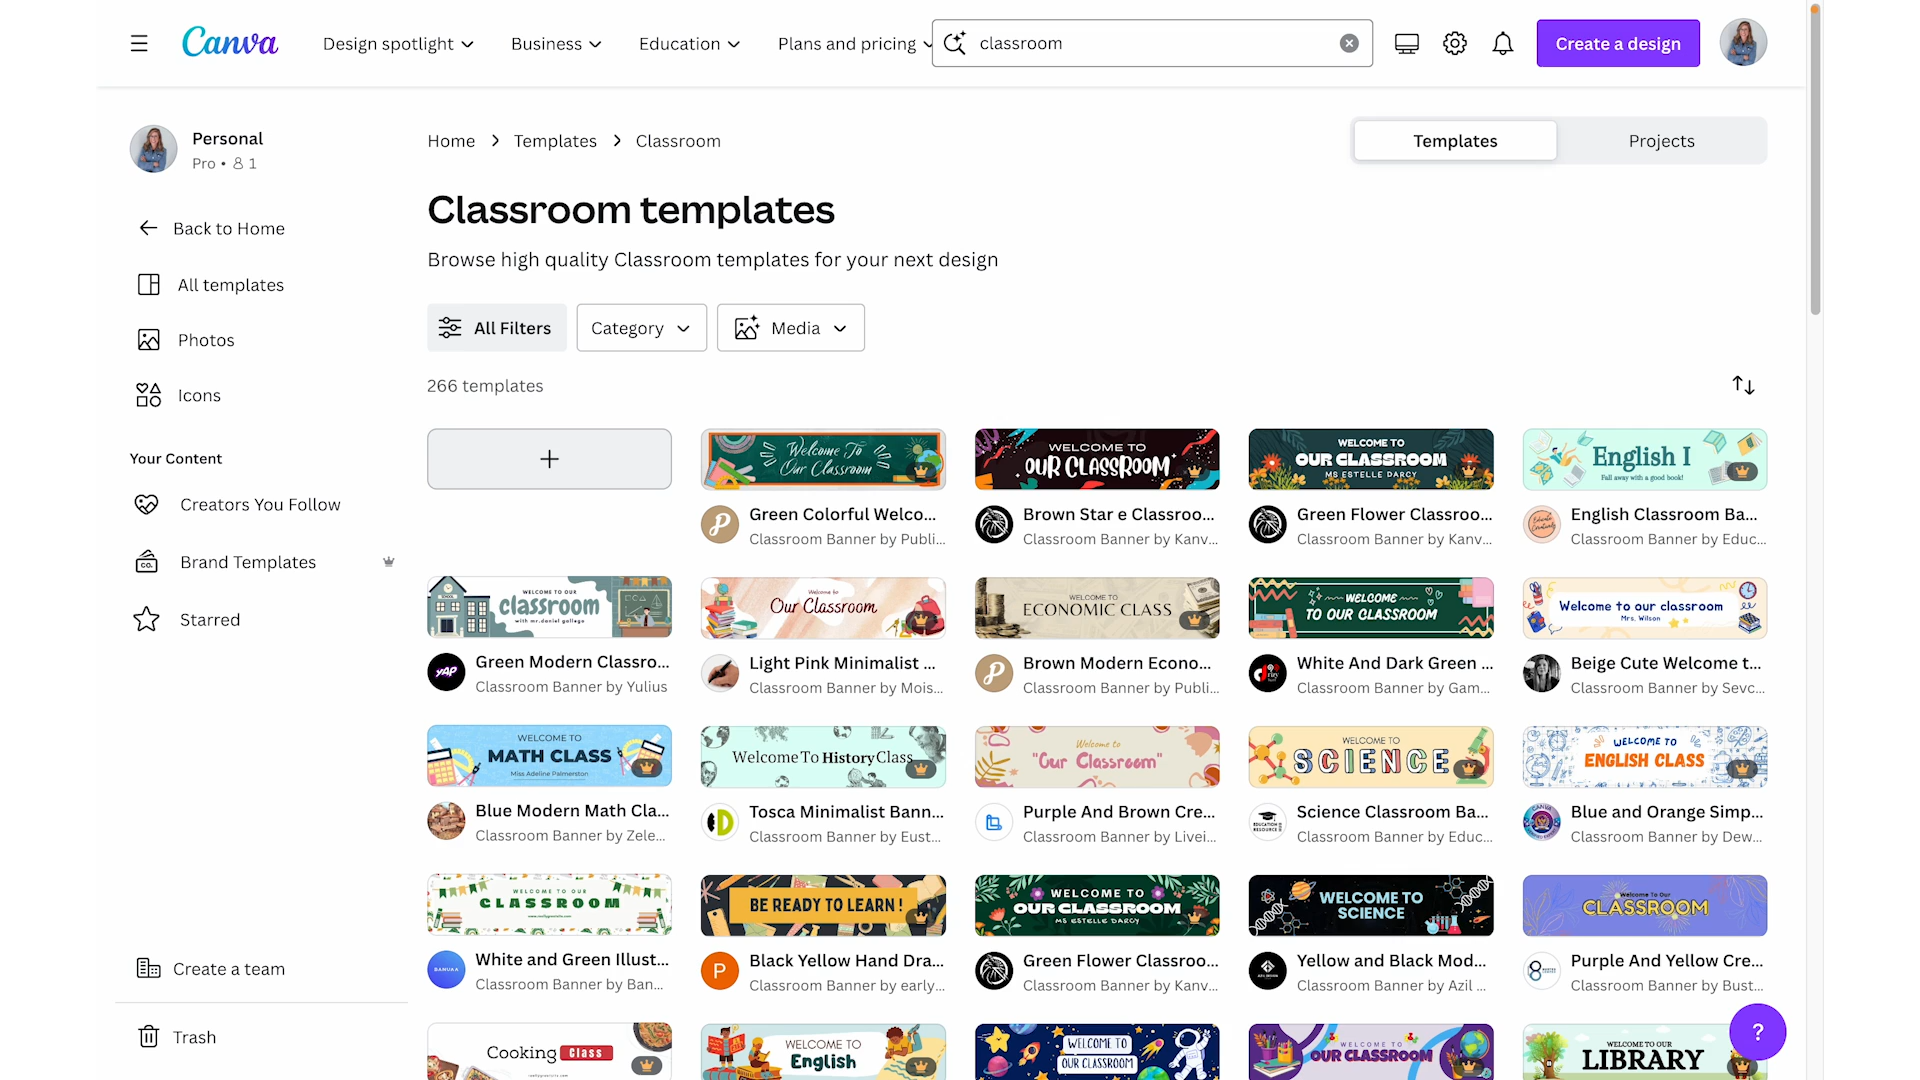 Canva
Design spotlight
Business
Education
Plans and pricing
classroom
Create a design
Personal
Pro • 1
Home
Templates
Classroom
Templates
Projects
Classroom templates
Browse high quality Classroom templates for your next design
Back to Home
All templates
Photos
Icons
Your Content
Creators You Follow
Brand Templates
Starred
Create a team
Trash
All Filters
Category
Media
266 templates
Welcome To
Our Classroom
WELCOME TO
OUR CLASSROOM
WELCOME TO
OUR CLASSROOM
MS ESTELLE DARCY
English I
Fall away with a good book!
Green Colorful Welco...
Classroom Banner by Publi...
Brown Star e Classroo...
Classroom Banner by Kanv...
Green Flower Classroo...
Classroom Banner by Kanv...
English Classroom Ba...
Classroom Banner by Educ...
WELCOME TO OUR
classroom
with mr.daniel gallego
Welcome to
Our Classroom
WELCOME TO
ECONOMIC CLASS
WELCOME
TO OUR CLASSROOM
Welcome to our classroom
Mrs. Wilson
YAP
Green Modern Classro...
Classroom Banner by Yulius
Light Pink Minimalist ...
Classroom Banner by Mois...
Brown Modern Econo...
Classroom Banner by Publi...
White And Dark Green ...
Classroom Banner by Gam...
Beige Cute Welcome t...
Classroom Banner by Sevc...
WELCOME TO
MATH CLASS
Miss Adeline Palmerston
Welcome To History Class
Welcome to
"Our Classroom"
WELCOME TO
SCIENCE
WELCOME TO
ENGLISH CLASS
Blue Modern Math Cla...
Classroom Banner by Zele...
Tosca Minimalist Bann...
Classroom Banner by Eust...
Purple And Brown Cre...
Classroom Banner by Livei...
Science Classroom Ba...
Classroom Banner by Educ...
Blue and Orange Simp...
Classroom Banner by Dew...
WELCOME TO OUR
CLASSROOM
www.reallygreatsite.com
BE READY TO LEARN !
WELCOME TO
OUR CLASSROOM
MS ESTELLE DARCY
WELCOME TO
SCIENCE
Welcome To Our
CLASSROOM
White and Green Illust...
Classroom Banner by Ban...
P
Black Yellow Hand Dra...
Classroom Banner by early...
Green Flower Classroo...
Classroom Banner by Kanv...
Yellow and Black Mod...
Classroom Banner by Azil ...
Purple And Yellow Cre...
Classroom Banner by Bust...
Cooking Class
reallygreatsite.com
WELCOME TO
English
WELCOME TO
OUR CLASSROOM
WELCOME TO
OUR CLASSROOM
WELCOME TO OUR
LIBRARY
?